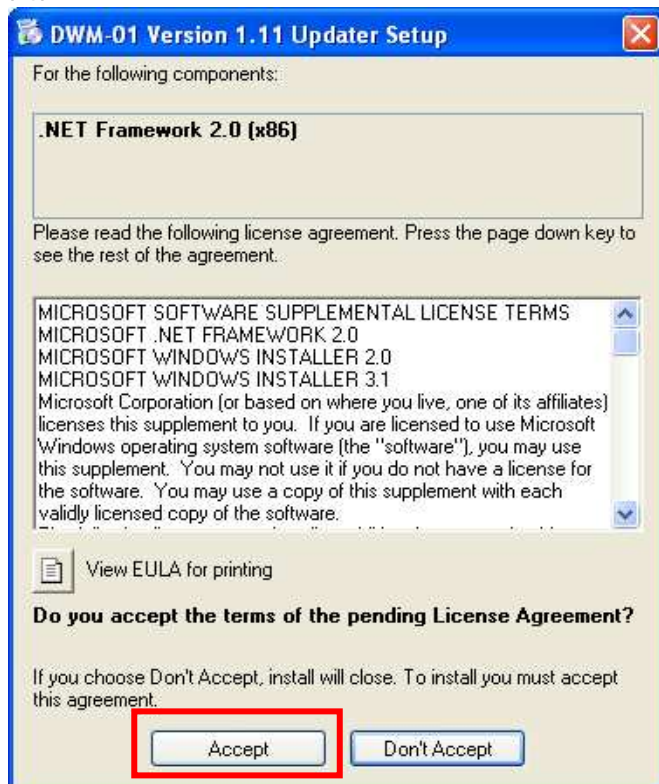 DWM-01 Version 1.11 Updater Setup
For the following components:
.NET Framework 2.0 (x86)
Please read the following license agreement. Press the page down key to
see the rest of the agreement.
MICROSOFT SOFTWARE SUPPLEMENTAL LICENSE TERMS
MICROSOFT .NET FRAMEWORK 2.0
MICROSOFT WINDOWS INSTALLER 2.0
MICROSOFT WINDOWS INSTALLER 3.1
Microsoft Corporation (or based on where you live, one of its affiliates)
licenses this supplement to you.  If you are licensed to use Microsoft
Windows operating system software (the "software"), you may use
this supplement.  You may not use it if you do not have a license for
the software.  You may use a copy of this supplement with each
validly licensed copy of the software.
View EULA for printing
Do you accept the terms of the pending License Agreement?
If you choose Don't Accept, install will close. To install you must accept
this agreement.
Accept
Don't Accept